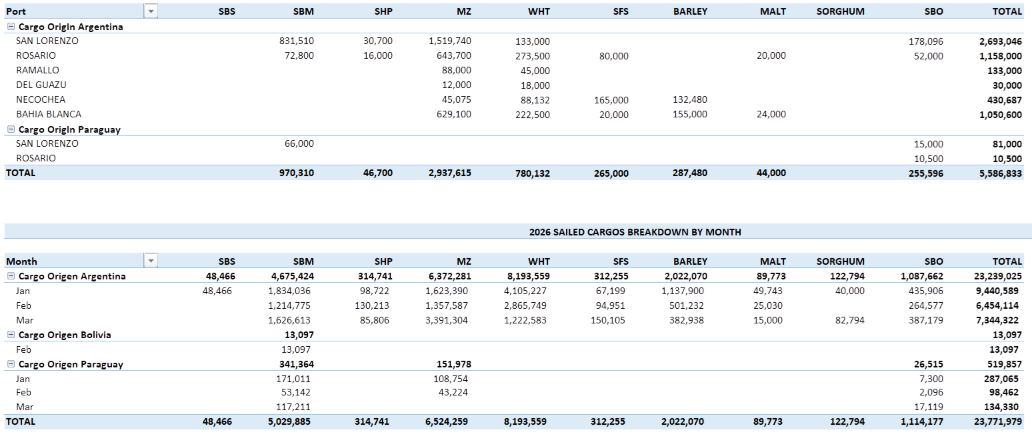 Port SBS SBM SHP MZ WHT SFS BARLEY MALT SORGHUM SBO TOTAL
Cargo Origln Argentina
SAN LORENZO 831,510 30,700 1,519,740 133,000 178,096 2,693,046
ROSARIO 72,800 16,000 643,700 273,500 80,000 20,000 52,000 1,158,000
RAMALLO 88,000 45,000 133,000
DEL GUAZU 12,000 18,000 30,000
NECOCHEA 45,075 88,132 165,000 132,480 430,687
BAHIA BLANCA 629,100 222,500 20,000 155,000 24,000 1,050,600
Cargo Origln Paraguay
SAN LORENZO 66,000 15,000 81,000
ROSARIO 10,500 10,500
TOTAL 970,310 46,700 2,937,615 780,132 265,000 287,480 44,000 255,596 5,586,833
2026 SAILED CARGOS BREAKDOWN BY MONTH
Month SBS SBM SHP MZ WHT SFS BARLEY MALT SORGHUM SBO TOTAL
Cargo Origen Argentina 48,466 4,675,424 314,741 6,372,281 8,193,559 312,255 2,022,070 89,773 122,794 1,087,662 23,239,025
Jan 48,466 1,834,036 98,722 1,623,390 4,105,227 67,199 1,137,900 49,743 40,000 435,906 9,440,589
Feb 1,214,775 130,213 1,357,587 2,865,749 94,951 501,232 25,030 264,577 6,454,114
Mar 1,626,613 85,806 3,391,304 1,222,583 150,105 382,938 15,000 82,794 387,179 7,344,322
Cargo Origen Bolivia 13,097 13,097
Feb 13,097 13,097
Cargo Origen Paraguay 341,364 151,978 26,515 519,857
Jan 171,011 108,754 7,300 287,065
Feb 53,142 43,224 2,096 98,462
Mar 117,211 17,119 134,330
TOTAL 48,466 5,029,885 314,741 6,524,259 8,193,559 312,255 2,022,070 89,773 122,794 1,114,177 23,771,979